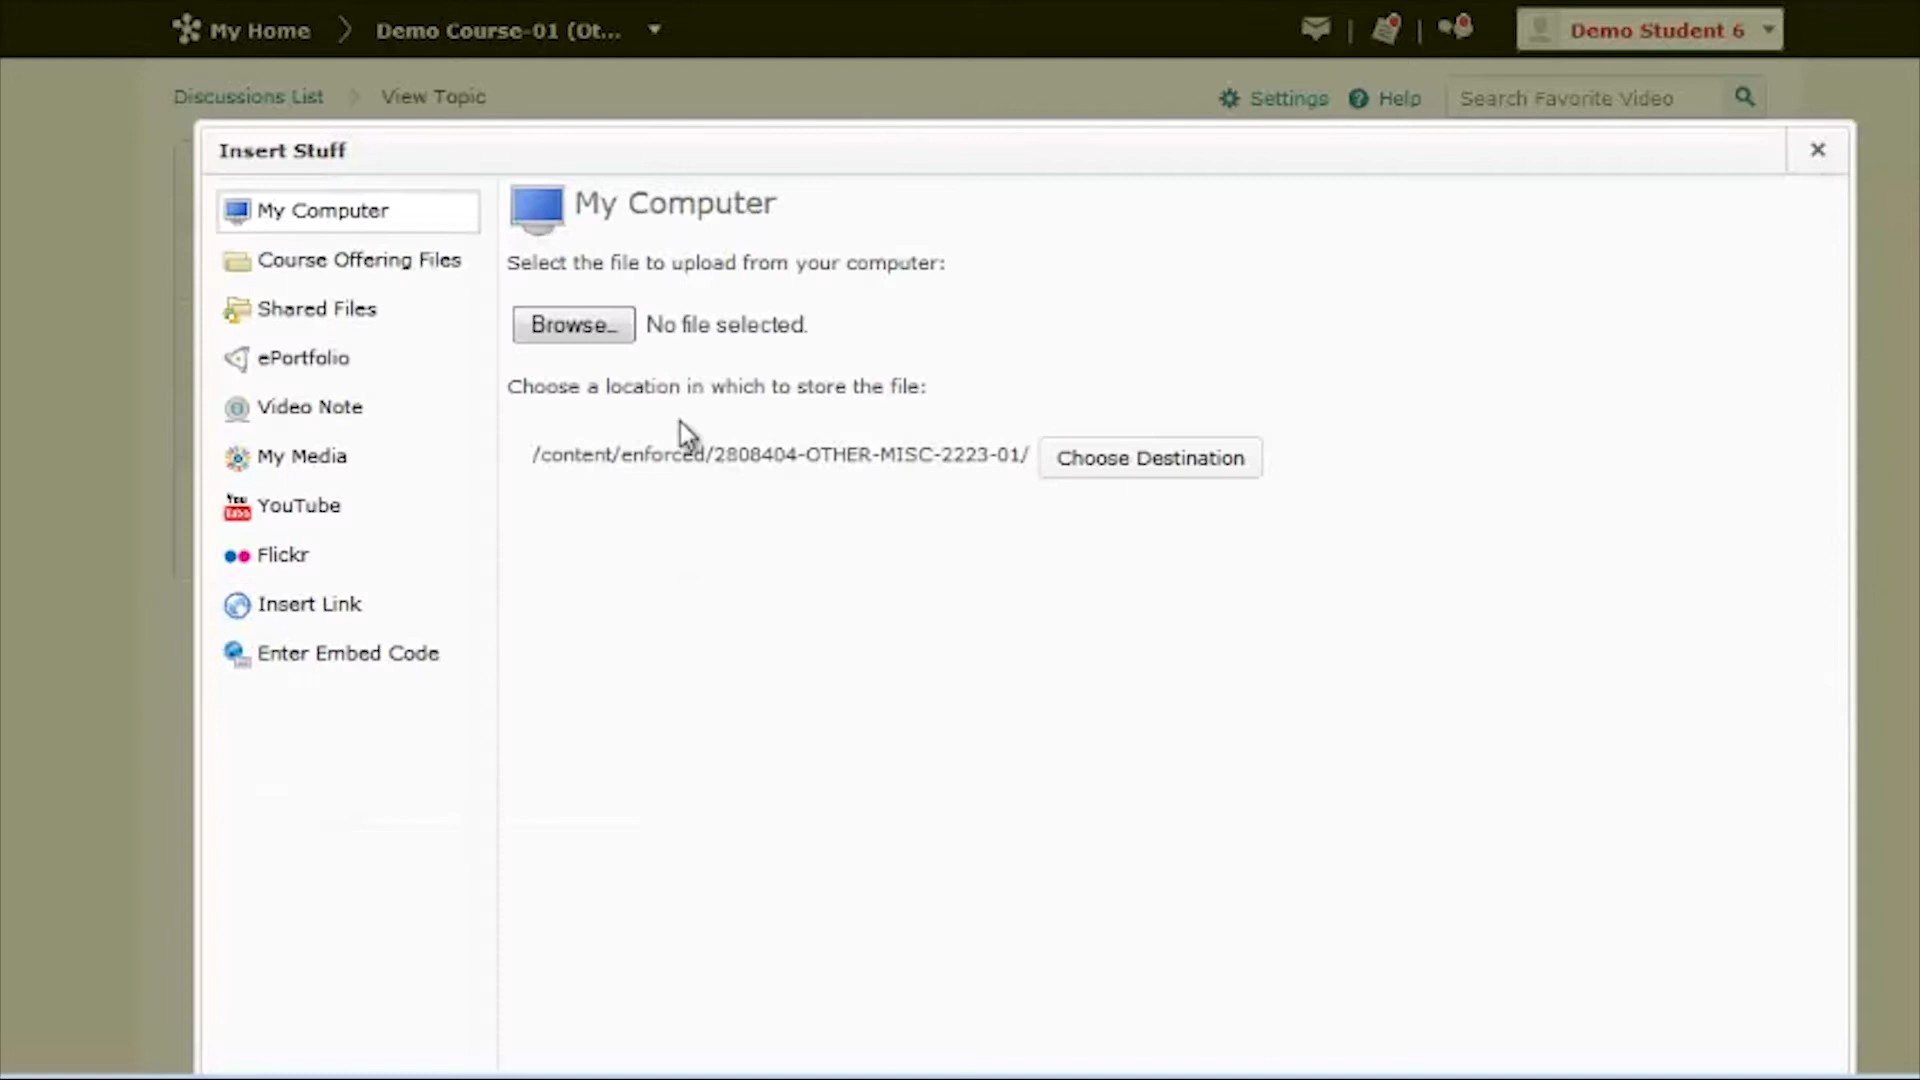 My Home
Demo Course-01 (Ot...
Demo Student 6
Discussions List
View Topic
Settings
Help
Search Favorite Video
Insert Stuff
My Computer
Course Offering Files
Shared Files
ePortfolio
Video Note
My Media
You
YouTube
Flickr
Insert Link
Enter Embed Code
My Computer
Select the file to upload from your computer:
Browse... No file selected.
Choose a location in which to store the file:
/content/enforced/2808404-OTHER-MISC-2223-01/
Choose Destination